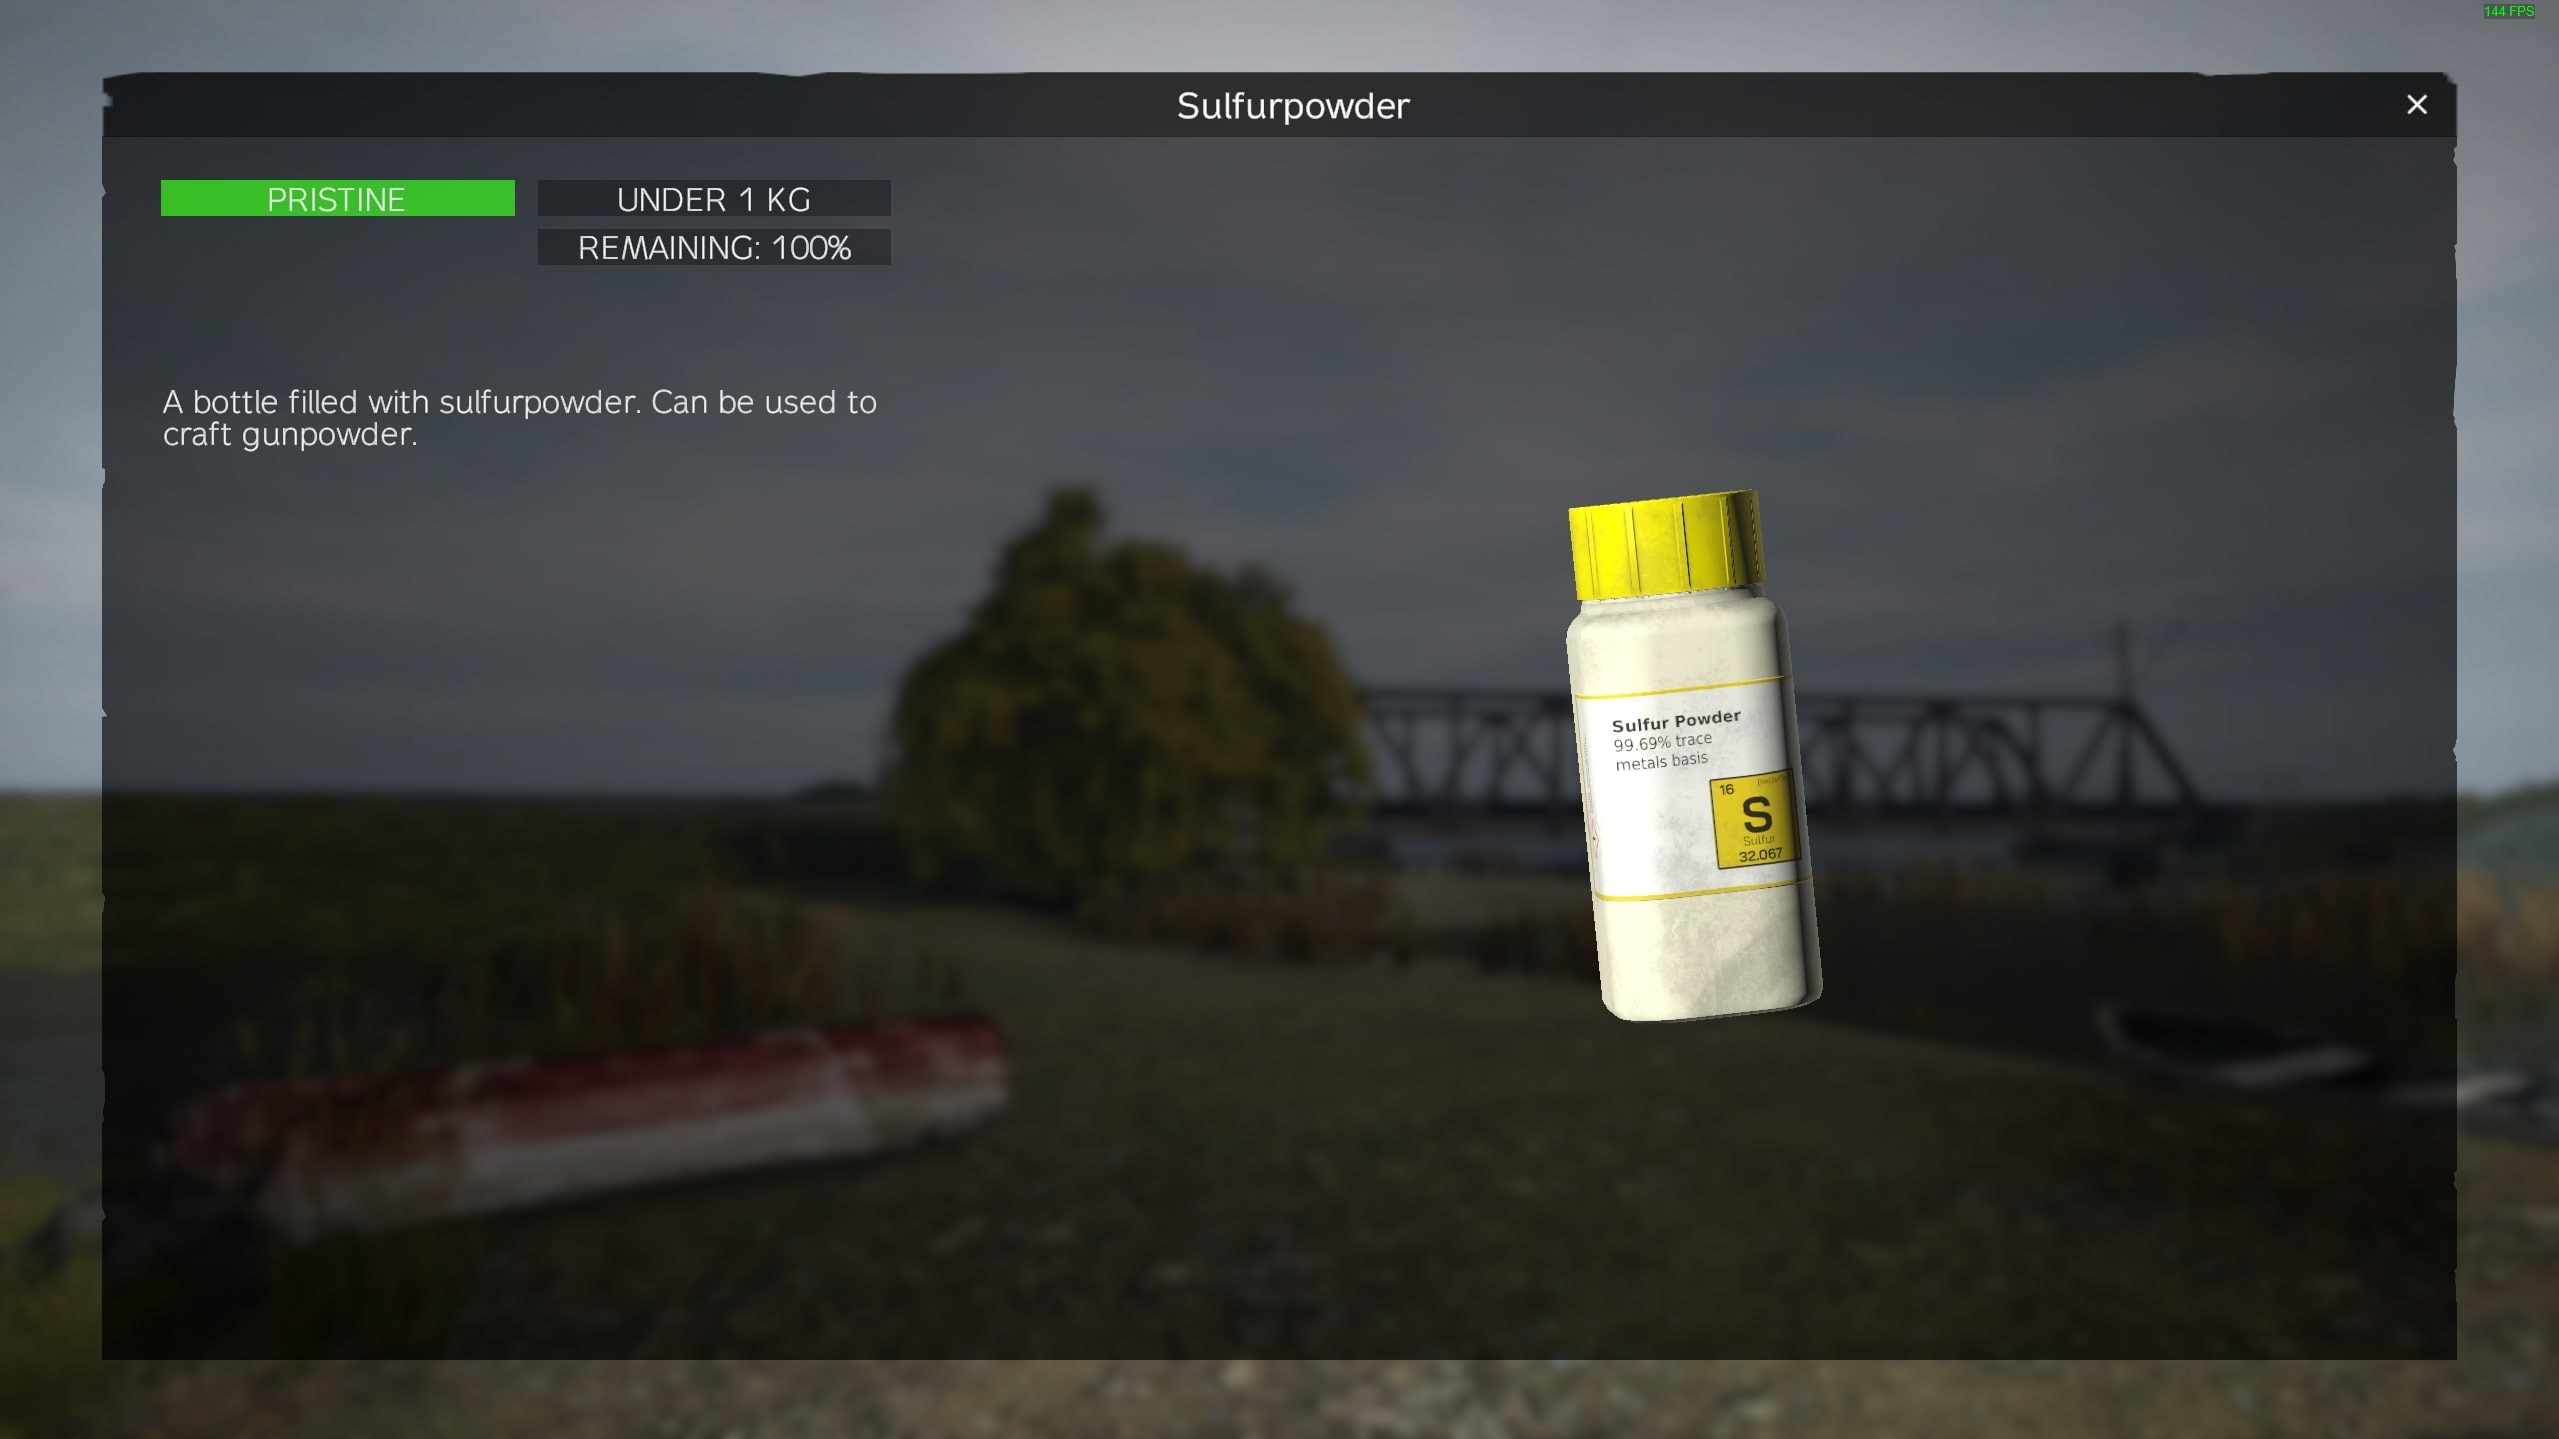 144 FPS
Sulfurpowder
PRISTINE
UNDER 1 KG
REMAINING: 100%
A bottle filled with sulfurpowder. Can be used to
craft gunpowder.
Sulfur Powder
99.69% trace
metals basis
16
S
Sulfur
32.067